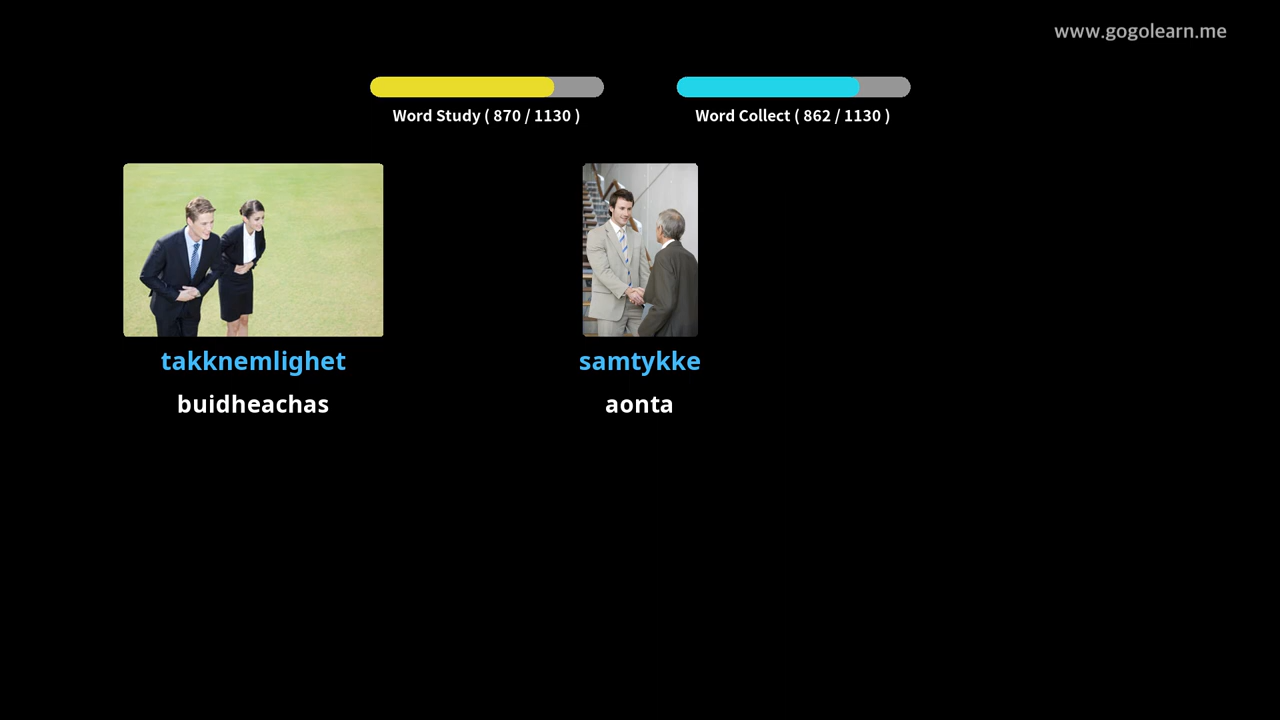 www.gogolearn.me
Word Study ( 870 / 1130 )
Word Collect ( 862 / 1130 )
takknemlighet
buidheachas
samtykke
aonta